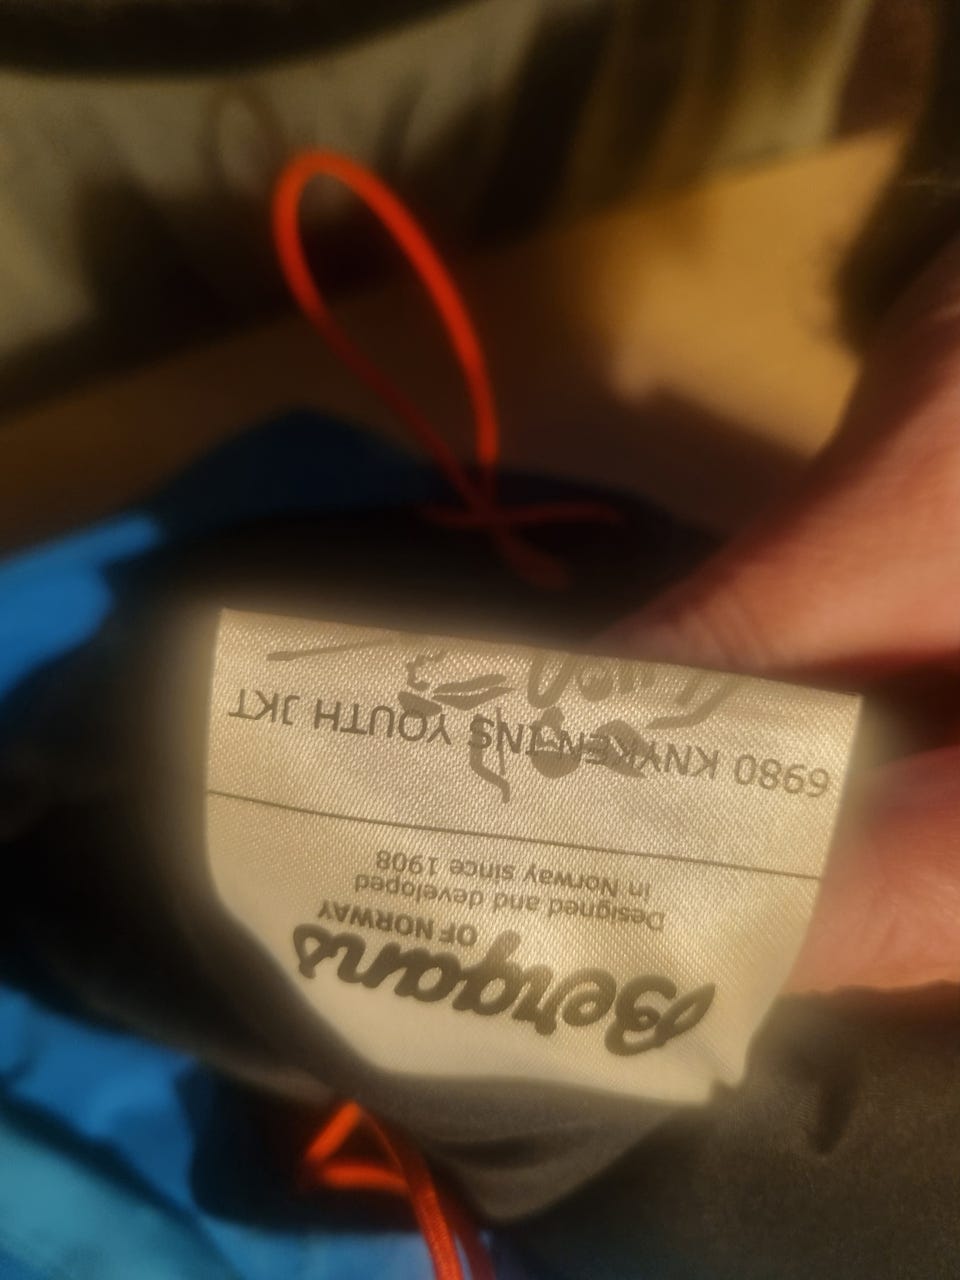 Bergans
OF NORWAY
Designed and developed
in Norway since 1908
6980 KNYKEN INS YOUTH JKT